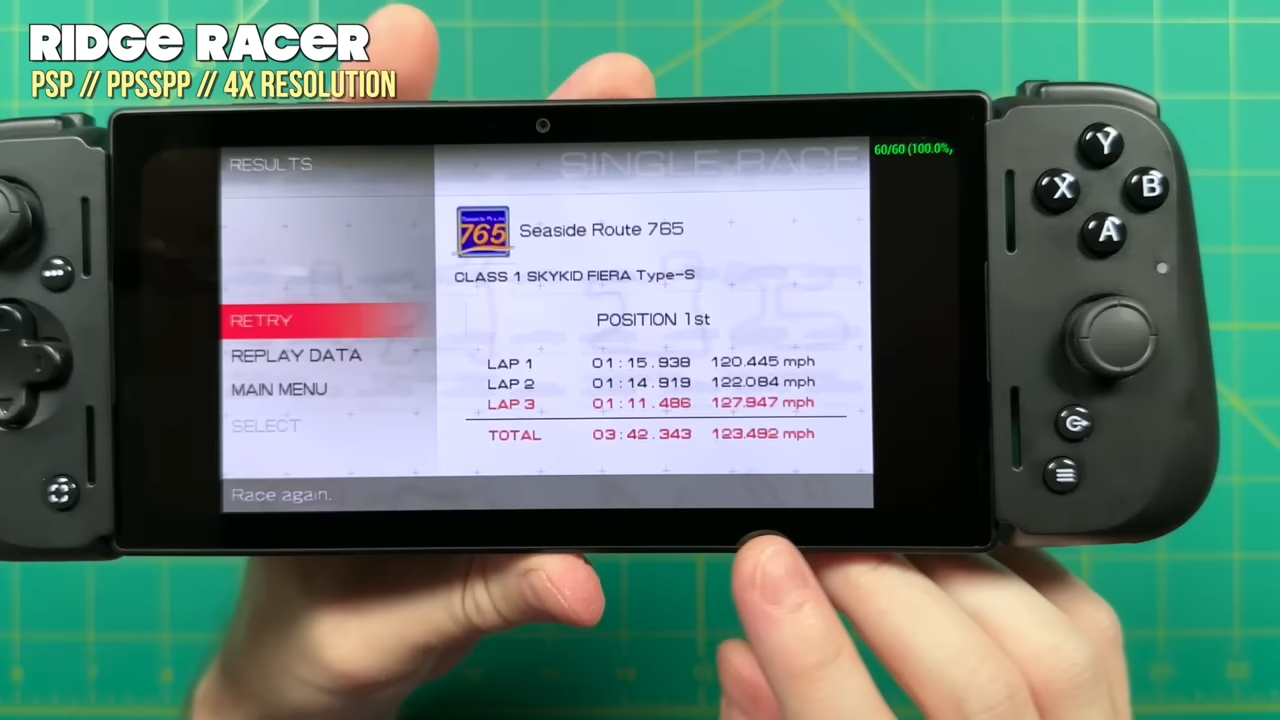 RIDGE RACER
PSP // PPSSPP // 4X RESOLUTION
60/60 (100.0%,
RESULTS
SINGLE RACE
765
Seaside Route 765
CLASS 1 SKYKID FIERA Type-S
RETRY
REPLAY DATA
MAIN MENU
SELECT
POSITION 1st
LAP 1 01:15.938 120.445 mph
LAP 2 01:14.919 122.084 mph
LAP 3 01:11.486 127.947 mph
TOTAL 03:42.343 123.492 mph
Race again.
Y
X
B
A